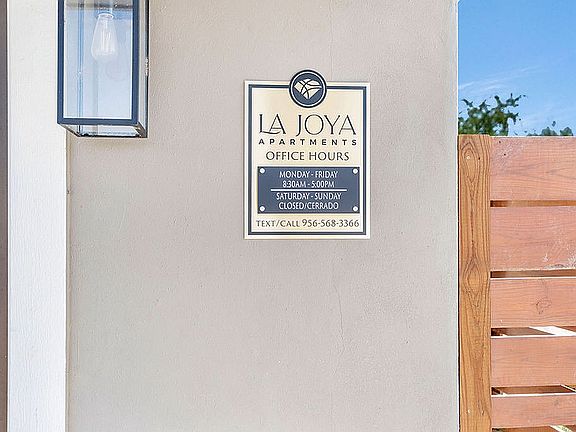 LA JOYA
APARTMENTS
OFFICE HOURS
MONDAY - FRIDAY
8:30AM - 5:00PM
SATURDAY - SUNDAY
CLOSED/CERRADO
TEXT/CALL 956-568-3366